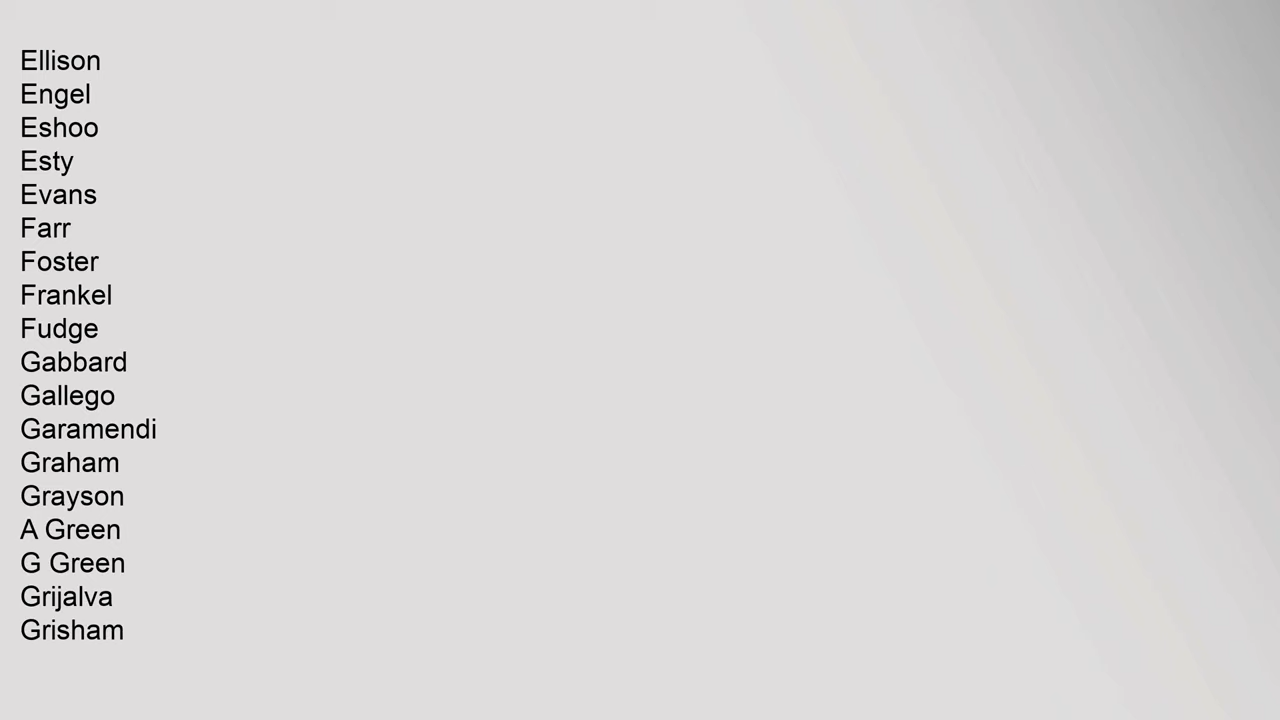 Ellison
Engel
Eshoo
Esty
Evans
Farr
Foster
Frankel
Fudge
Gabbard
Gallego
Garamendi
Graham
Grayson
A Green
G Green
Grijalva
Grisham